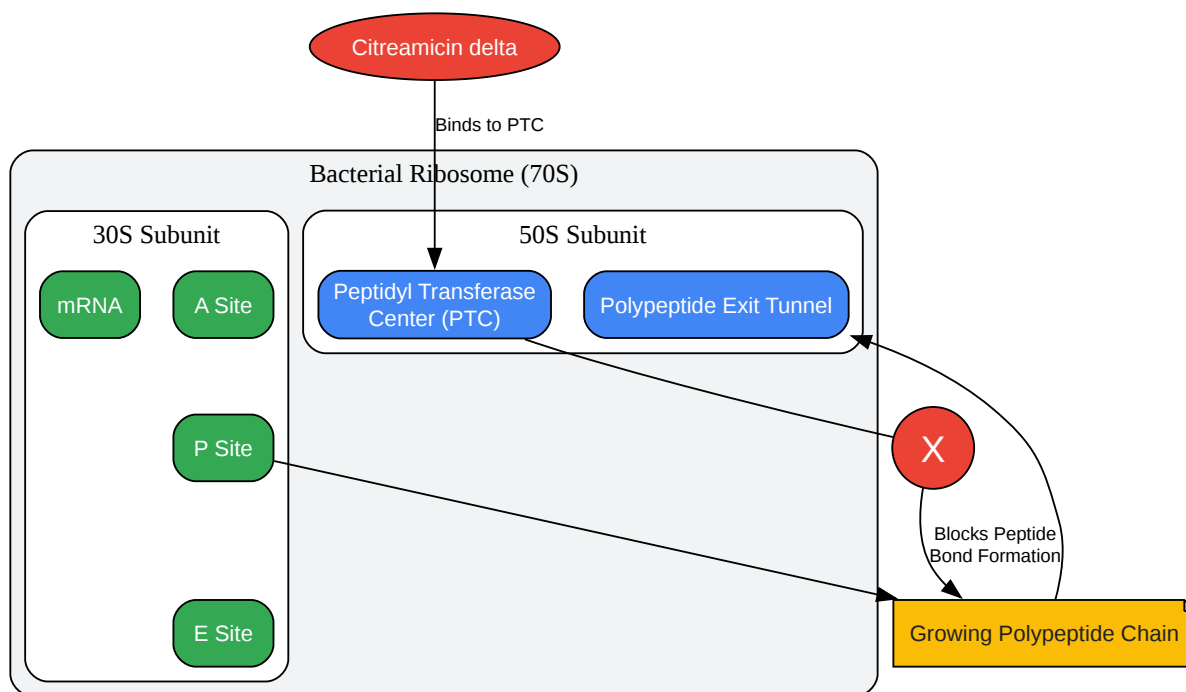 Citreamicin delta
Binds to PTC
Bacterial Ribosome (70S)
30S Subunit
50S Subunit
mRNA
A Site
Peptidyl Transferase
Center (PTC)
Polypeptide Exit Tunnel
P Site
X
Blocks Peptide
Bond Formation
E Site
Growing Polypeptide Chain